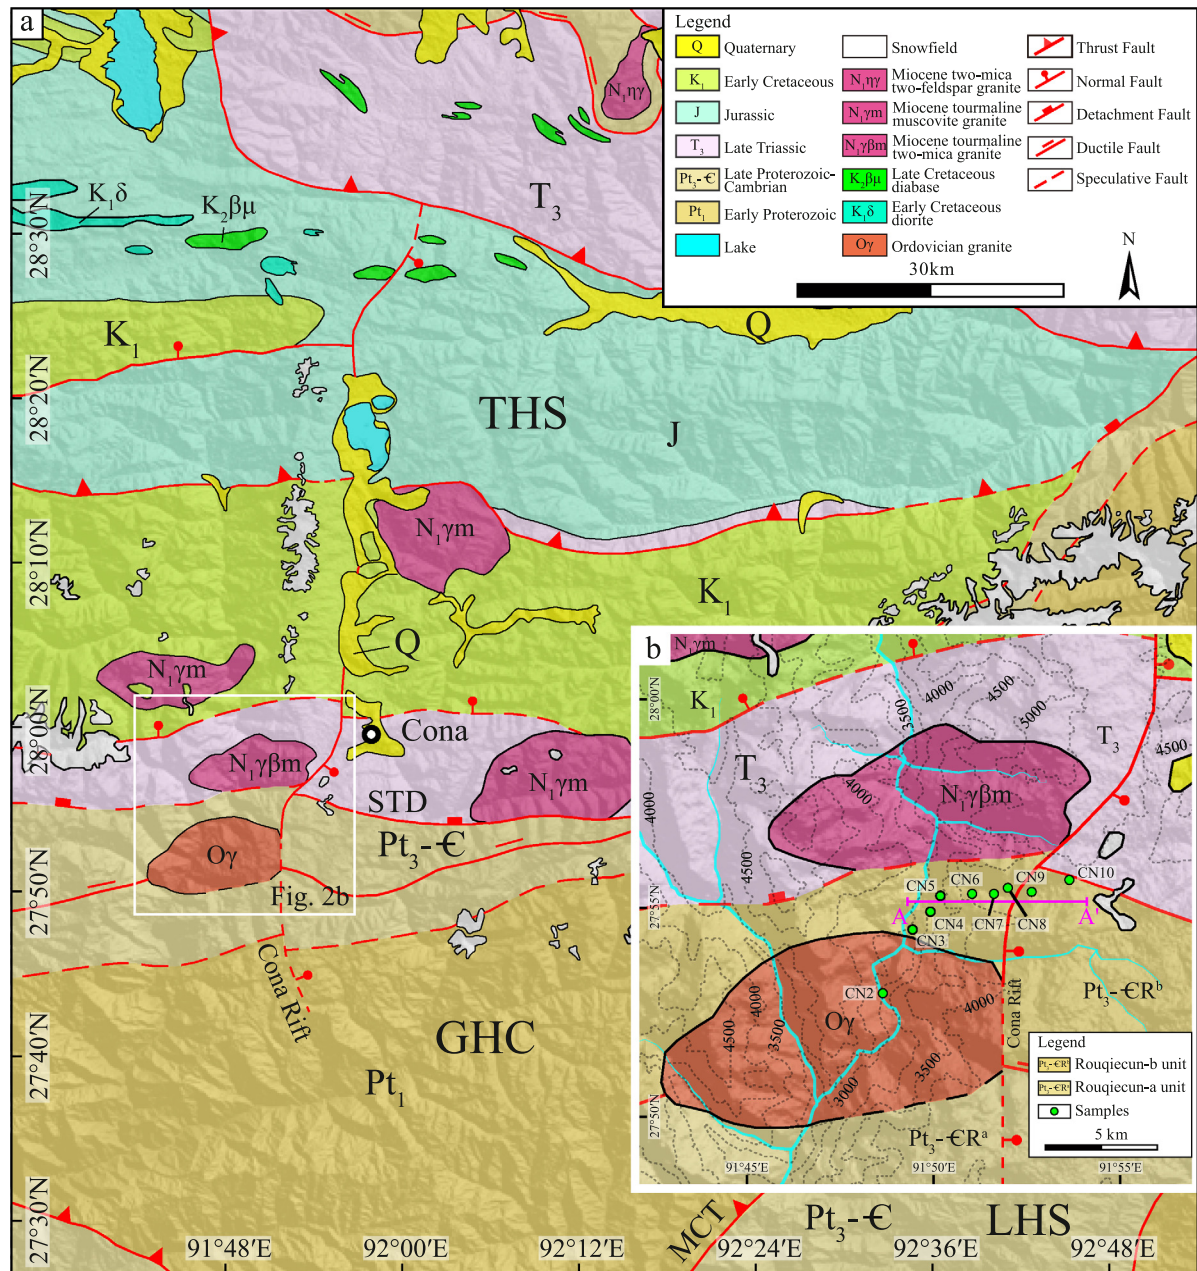 a
Legend
Q Quaternary
K₁ Early Cretaceous
J Jurassic
T₃ Late Triassic
Pt₃-Є Late Proterozoic-
Cambrian
Pt₁ Early Proterozoic
Lake
Snowfield
N₁ηγ Miocene two-mica
two-feldspar granite
N₁γm Miocene tourmaline
muscovite granite
N₁γβm Miocene tourmaline
two-mica granite
K₂βμ Late Cretaceous
diabase
K₁δ Early Cretaceous
diorite
Oγ Ordovician granite
Thrust Fault
Normal Fault
Detachment Fault
Ductile Fault
Speculative Fault
30km
N
N₁ηγ
T₃
K₁δ
K₂βμ
28°30′N
K₁
Q
28°20′N
THS
J
N₁γm
28°10′N
K₁
Q
N₁γm
28°00′N
Cona
N₁γβm
N₁γm
STD
Pt₃-Є
Oγ
27°50′N
Fig. 2b
Cona Rift
27°40′N
GHC
Pt₁
27°30′N
MCT
Pt₃-Є
LHS
91°48′E
92°00′E
92°12′E
92°24′E
92°36′E
92°48′E
b
N₁γm
28°00′N
K₁
3500
4000
4500
5000
T₃
T₃
4500
4000
4000
N₁γβm
4500
CN5
CN6
CN9
CN10
27°55′N
A
A'
CN4
CN7
CN8
CN3
CN2
4000
4500
3500
4000
Oγ
Cona Rift
Pt₃-ЄRᵇ
3000
3500
27°50′N
Pt₃-ЄRᵃ
91°45′E
91°50′E
91°55′E
Legend
Pt₃-ЄRᵇ Rouqiecun-b unit
Pt₃-ЄRᵃ Rouqiecun-a unit
Samples
5 km